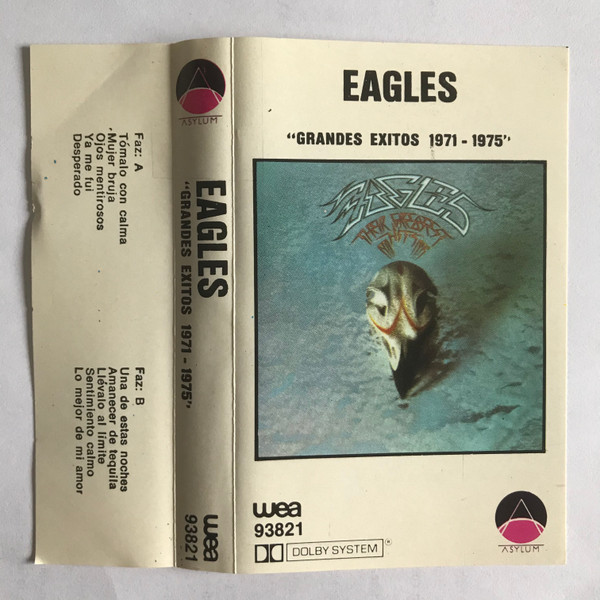 EAGLES
“GRANDES EXITOS 1971 - 1975”
EAGLES
THEIR GREATEST
HITS
wea
93821
DOLBY SYSTEM
ASYLUM
ASYLUM
EAGLES
“GRANDES EXITOS 1971 - 1975”
wea
93821
Faz: A
Tómalo con calma
Mujer bruja
Ojos mentirosos
Ya me fui
Desperado
Faz: B
Una de estas noches
Amanecer de tequila
Llévalo al límite
Sentimiento calmo
Lo mejor de mi amor